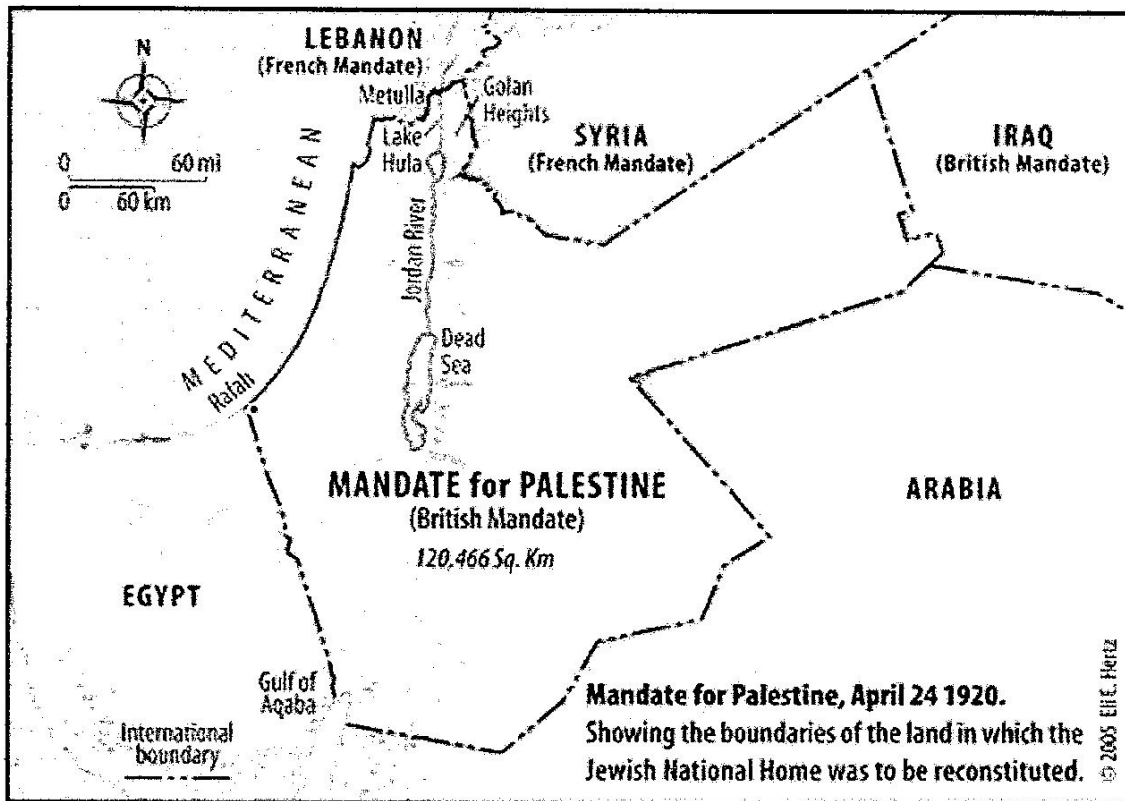 N
LEBANON
(French Mandate)
Metulla
Golan
Heights
Lake
Hula
SYRIA
(French Mandate)
IRAQ
(British Mandate)
0 60 mi
0 60 km
MEDITERRANEAN
Rafah
Jordan River
Dead
Sea
MANDATE for PALESTINE
(British Mandate)
120,466 Sq. Km
ARABIA
EGYPT
Gulf of
Aqaba
International
boundary
Mandate for Palestine, April 24 1920.
Showing the boundaries of the land in which the
Jewish National Home was to be reconstituted.
© 2005 Eli E. Hertz